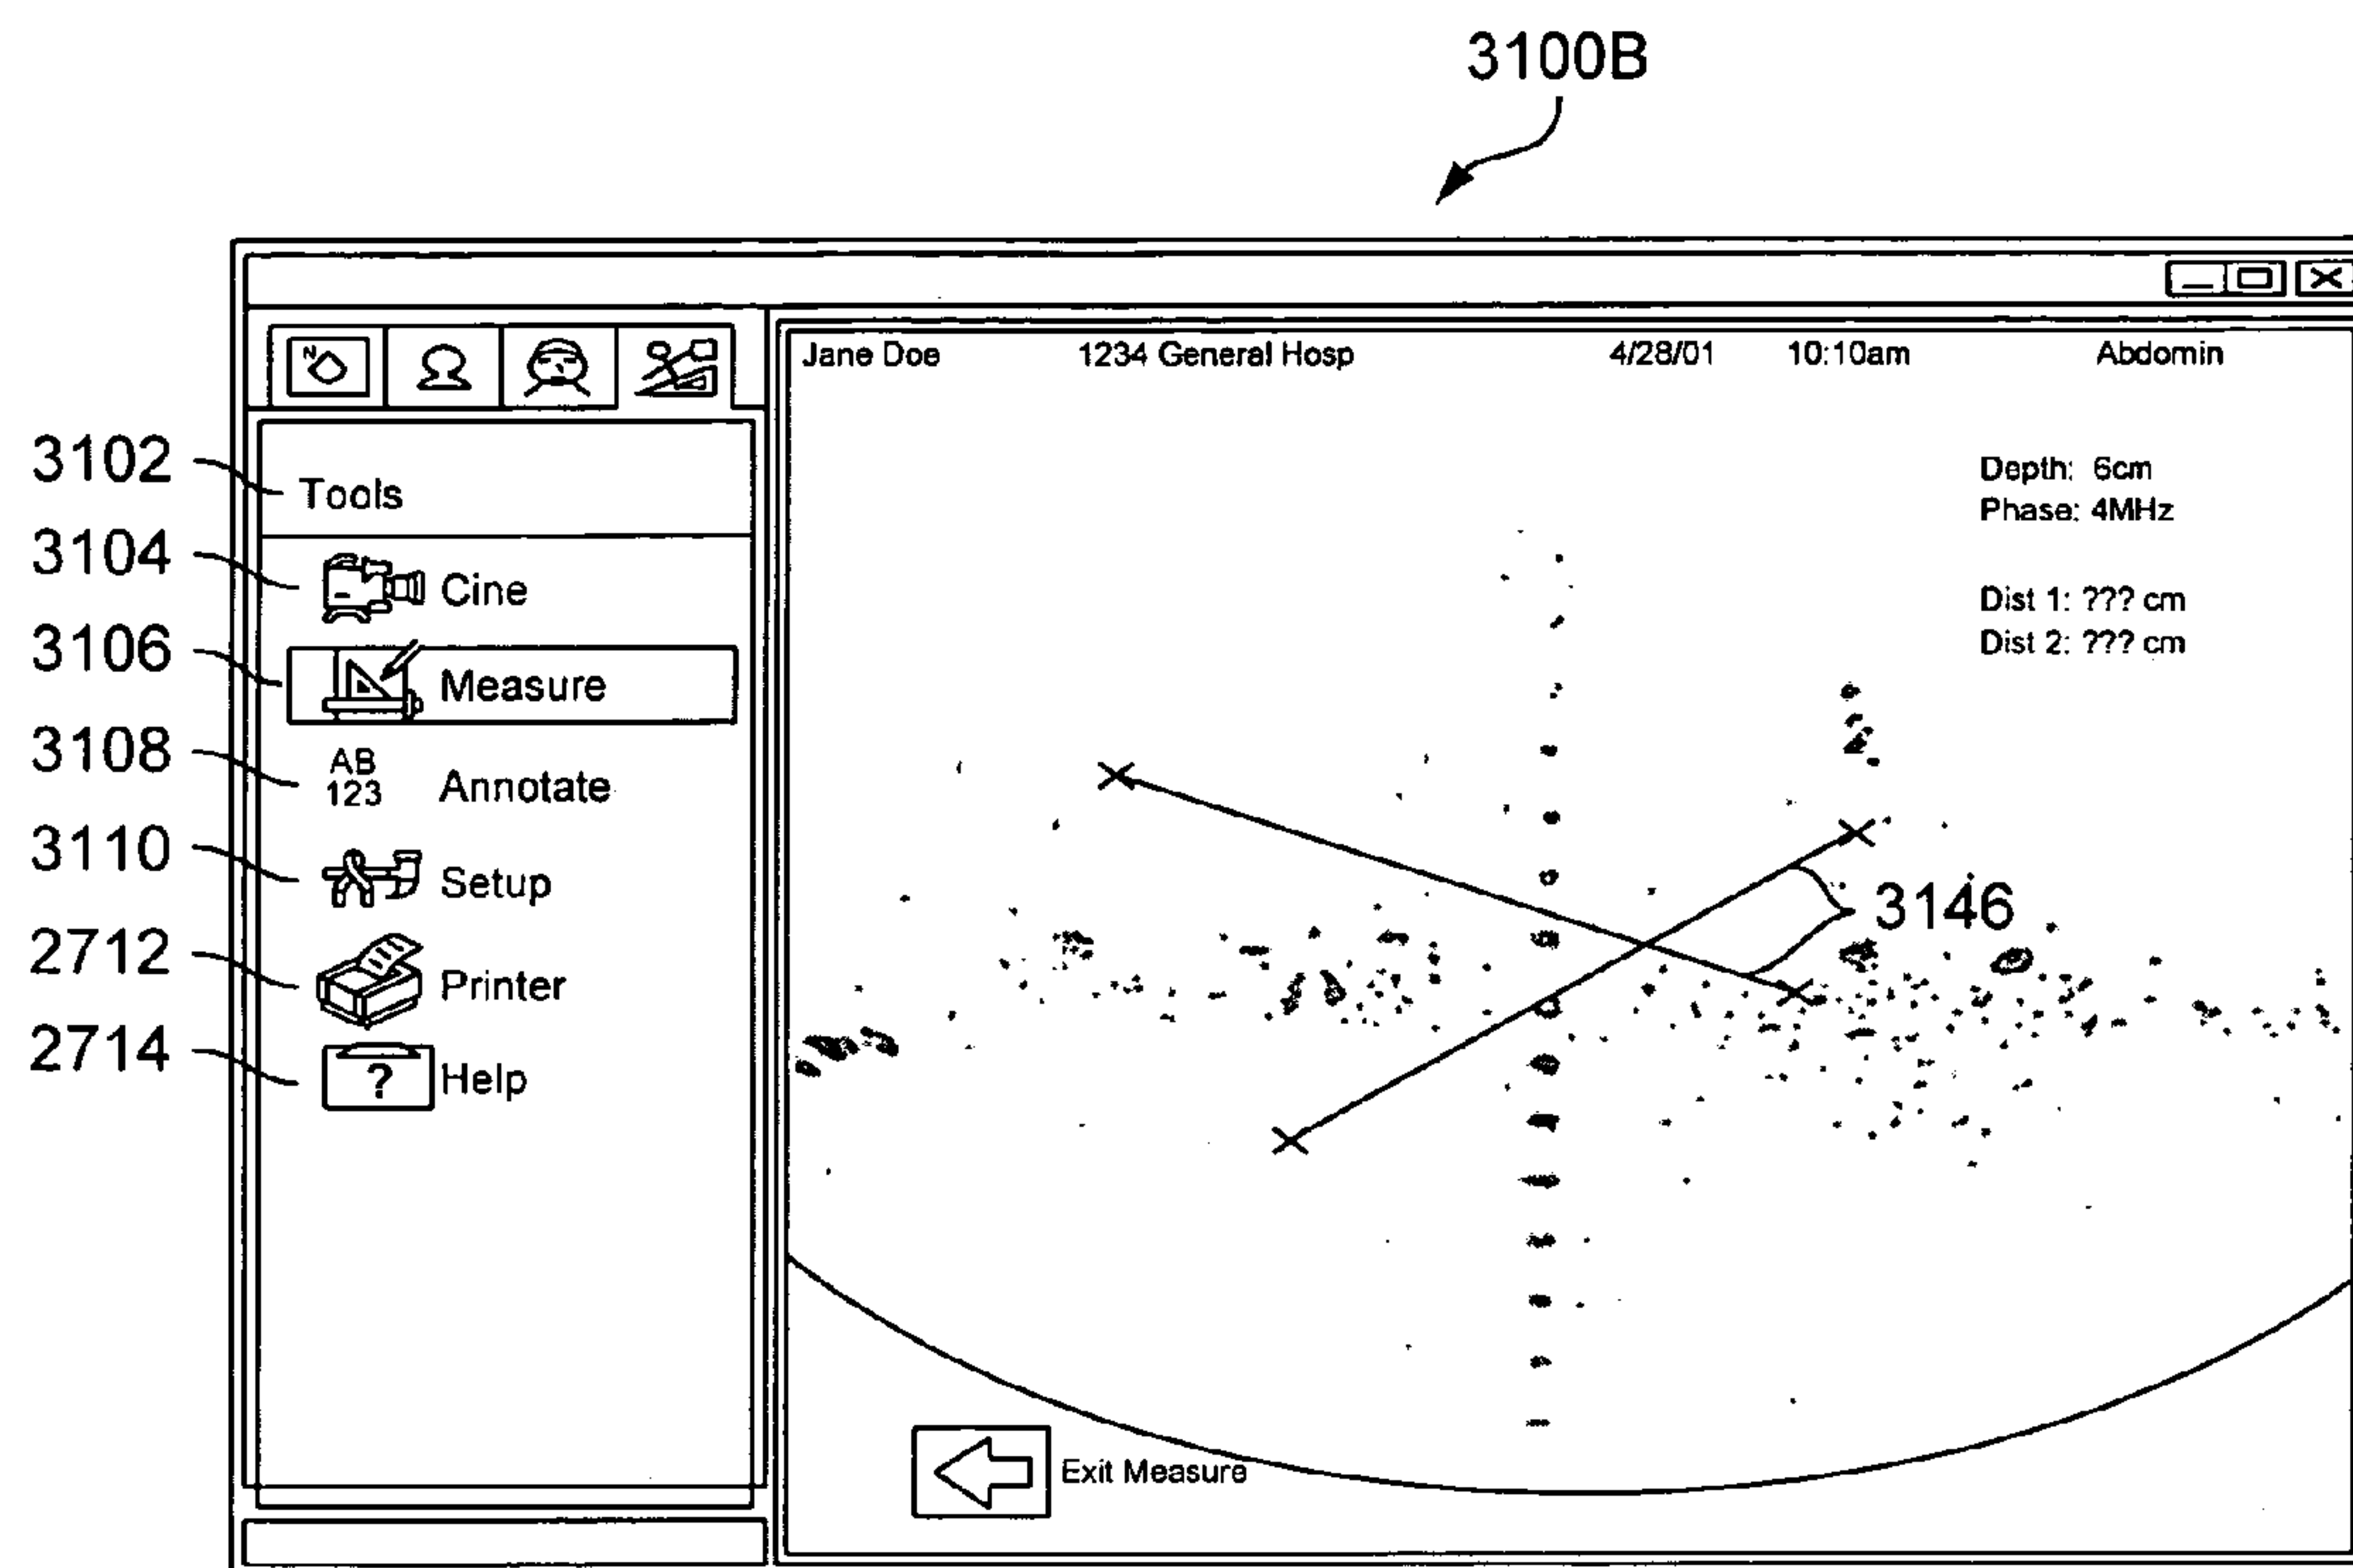 3100B
Jane Doe 1234 General Hosp 4/28/01 10:10am Abdomin
N
3102 Tools
Depth: 6cm
Phase: 4MHz
3104 Cine
Dist 1: ??? cm
Dist 2: ??? cm
3106 Measure
3108 AB
123 Annotate
3110 Setup
3146
2712 Printer
2714 ? Help
Exit Measure